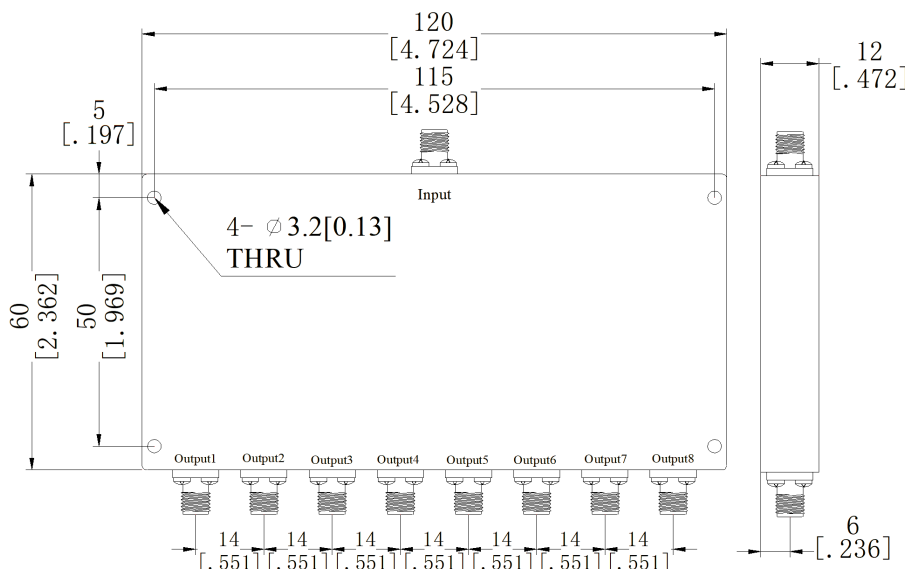 120
[4.724]
115
[4.528]
12
[.472]
5
[.197]
Input
4- ∅3.2[0.13]
THRU
60
[2.362]
50
[1.969]
Output1
Output2
Output3
Output4
Output5
Output6
Output7
Output8
14
[.551]
14
[.551]
14
[.551]
14
[.551]
14
[.551]
14
[.551]
14
[.551]
6
[.236]